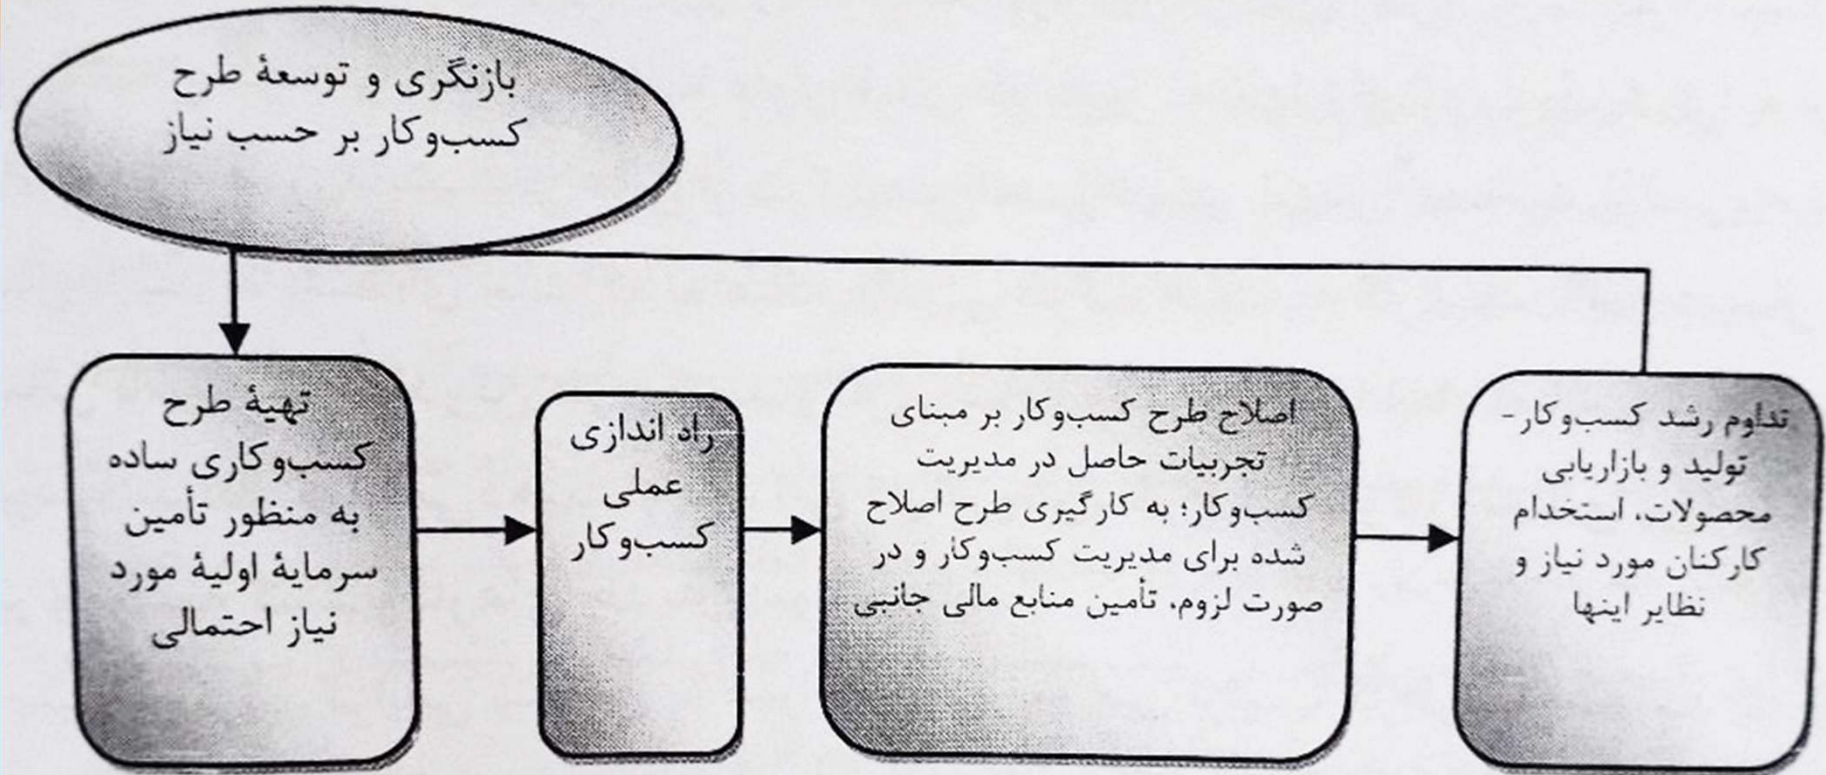 بازنگری و توسعهٔ طرح
کسب‌وکار بر حسب نیاز
تهیهٔ طرح
کسب‌وکاری ساده
به منظور تأمین
سرمایهٔ اولیهٔ مورد
نیاز احتمالی
راه اندازی
عملی
کسب‌وکار
اصلاح طرح کسب‌وکار بر مبنای
تجربیات حاصل در مدیریت
کسب‌وکار؛ به کارگیری طرح اصلاح
شده برای مدیریت کسب‌وکار و در
صورت لزوم، تأمین منابع مالی جانبی
تداوم رشد کسب‌وکار-
تولید و بازاریابی
محصولات، استخدام
کارکنان مورد نیاز و
نظایر اینها